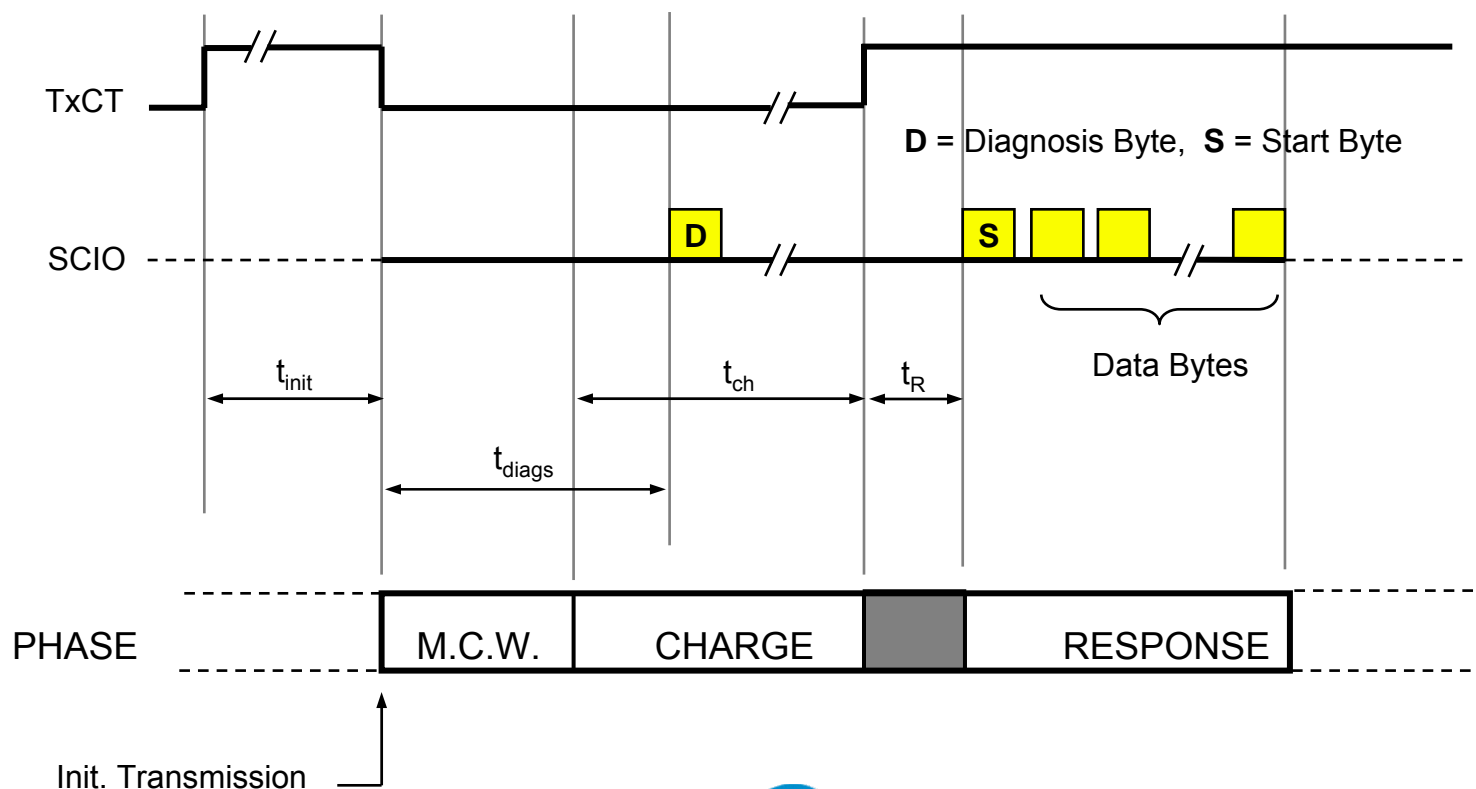 TxCT
D = Diagnosis Byte, S = Start Byte
SCIO
D
S
Data Bytes
tinit
tch
tR
tdiags
PHASE
M.C.W.
CHARGE
RESPONSE
Init. Transmission